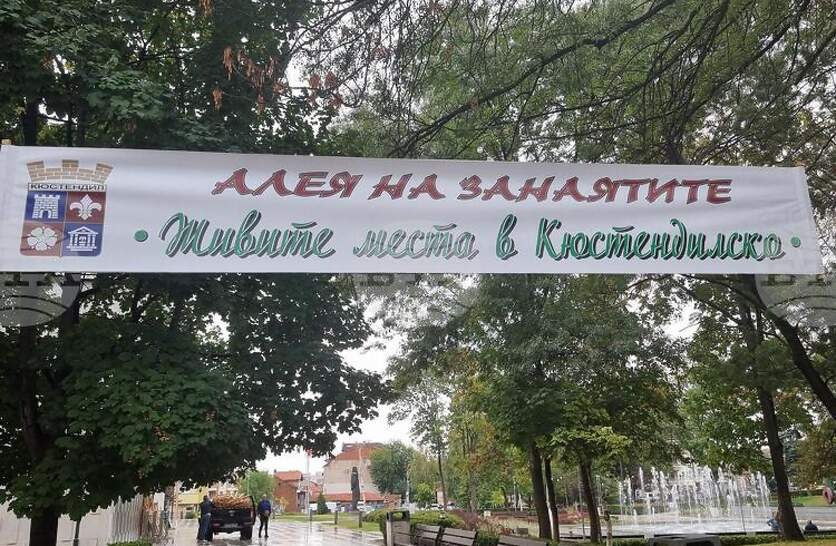 КЮСТЕНДИЛ
АЛЕЯ НА ЗАНАЯТИТЕ
• Живите места в Кюстендилско •